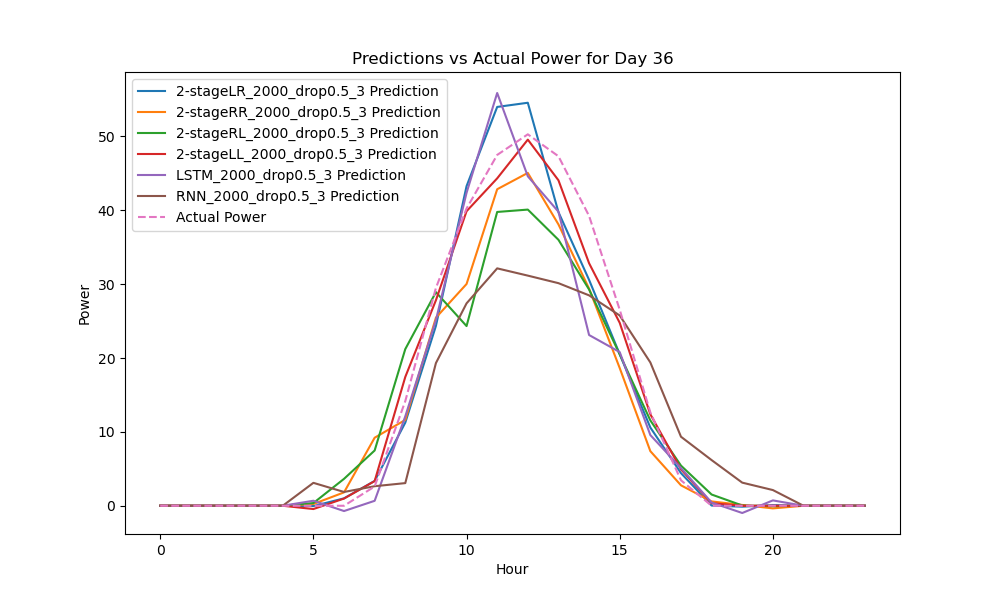 Predictions vs Actual Power for Day 36
2-stageLR_2000_drop0.5_3 Prediction
2-stageRR_2000_drop0.5_3 Prediction
2-stageRL_2000_drop0.5_3 Prediction
2-stageLL_2000_drop0.5_3 Prediction
LSTM_2000_drop0.5_3 Prediction
RNN_2000_drop0.5_3 Prediction
Actual Power
Power
50
40
30
20
10
0
0 5 10 15 20
Hour